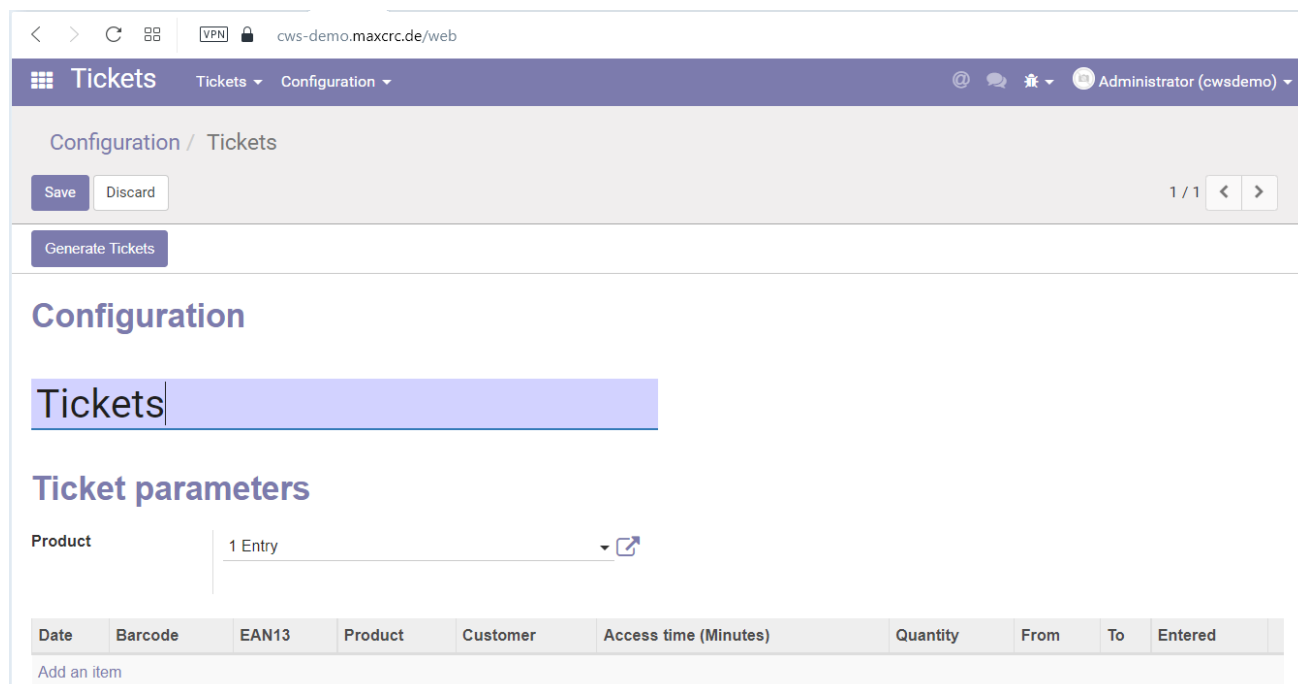 VPN cws-demo.maxcrc.de/web
Tickets Tickets Configuration @ Administrator (cwsdemo)
Configuration / Tickets
Save Discard 1 / 1
Generate Tickets
Configuration
Tickets
Ticket parameters
Product 1 Entry
Date Barcode EAN13 Product Customer Access time (Minutes) Quantity From To Entered
Add an item